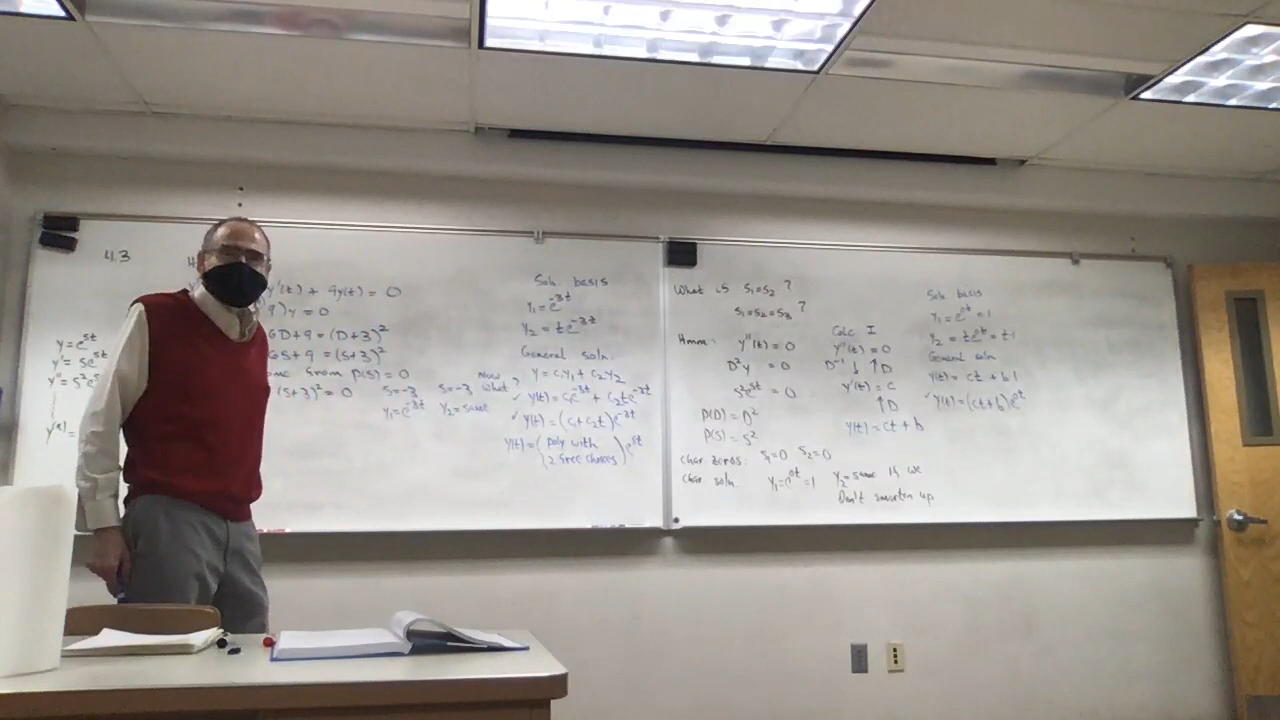 4.3
y'(t) + 9y(t) = 0
9)y = 0
6D+9 = (D+3)²
6s+9 = (s+3)²
from P(s) = 0
(s+3)² = 0 s=-3 s=-3 now what?
y₁=e^-3t y₂=same
y=e^st
y'=se^st
y''=s²e^s
y⁽ⁿ⁾=
Soln. basis
y₁=e^-3t
y₂=te^-3t
General soln.
y=c₁y₁+c₂y₂
✓ y(t)=c₁e^-3t+c₂te^-3t
✓ y(t)=(c₁+c₂t)e^-3t
y(t)=(poly with 2 free choices)e^st
What is s₁=s₂ ?
s₁=s₂=s₃ ?
Hmm: y''(t)=0
D²y = 0
s²e^st = 0
P(D)=D²
P(s)=s²
Char zeros: s₁=0 s₂=0
Char soln. y₁=e^0t=1 y₂=same if we
Don't smarten up
Calc I
y''(t)=0
D⁻¹ ↓ ↑D
y'(t)=c
↑D
y(t)=ct+b
Soln basis
y₁=e^0t=1
y₂=te^0t=t·1
General soln
y(t)=ct+b1
✓ y(t)=(ct+b)e^0t